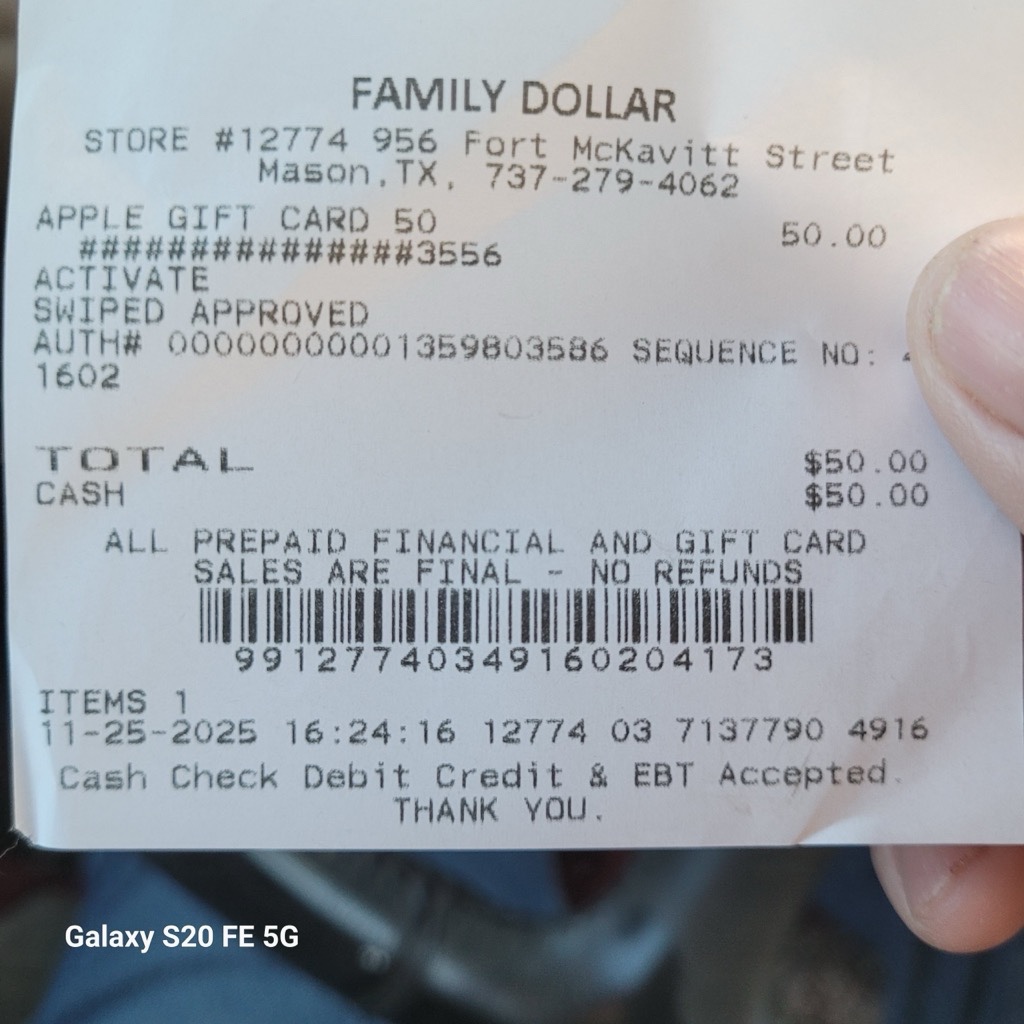 FAMILY DOLLAR
STORE #12774 956 Fort McKavitt Street
Mason,TX, 737-279-4062
APPLE GIFT CARD 50 50.00
###############3556
ACTIVATE
SWIPED APPROVED
AUTH# 00000000001359803586 SEQUENCE NO:
1602
TOTAL $50.00
CASH $50.00
ALL PREPAID FINANCIAL AND GIFT CARD
SALES ARE FINAL - NO REFUNDS
99127740349160204173
ITEMS 1
11-25-2025 16:24:16 12774 03 7137790 4916
Cash Check Debit Credit & EBT Accepted.
THANK YOU.
Galaxy S20 FE 5G